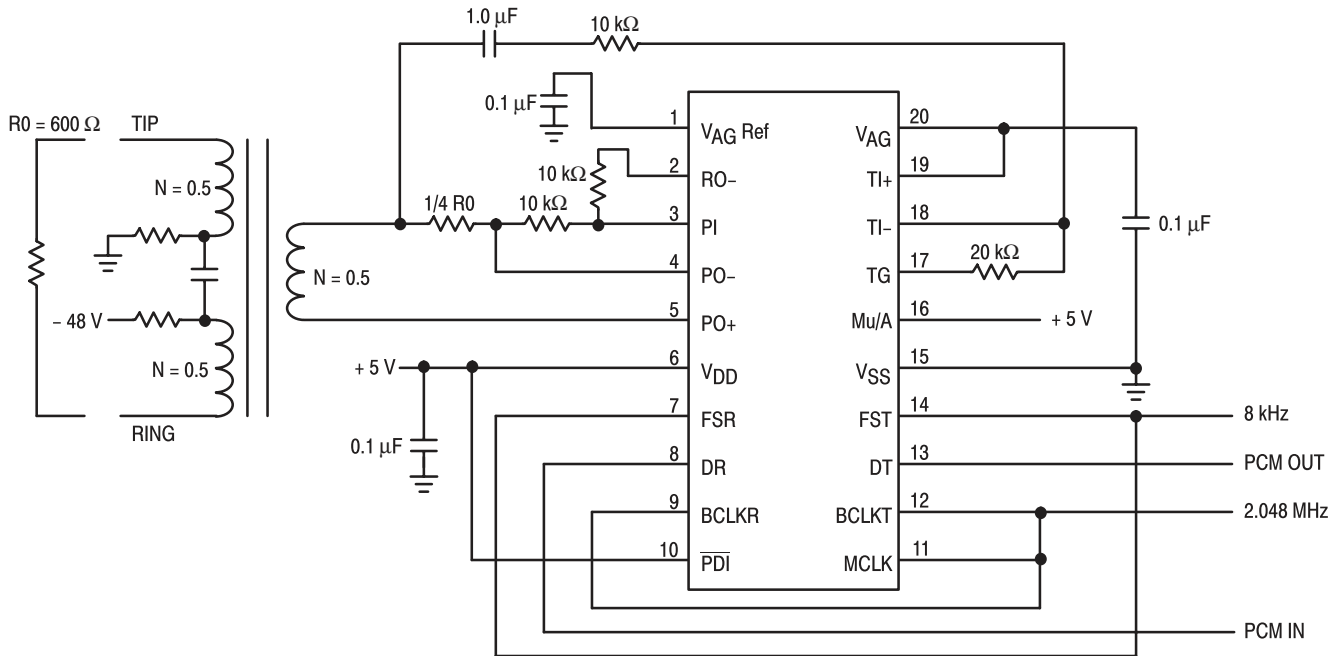 1.0 µF
10 kΩ
0.1 µF
R0 = 600 Ω
TIP
N = 0.5
– 48 V
N = 0.5
RING
N = 0.5
1/4 R0
10 kΩ
10 kΩ
+ 5 V
0.1 µF
1 VAG Ref
2 RO–
3 PI
4 PO–
5 PO+
6 VDD
7 FSR
8 DR
9 BCLKR
10 PDI
20 VAG
19 TI+
18 TI–
17 TG
16 Mu/A
15 VSS
14 FST
13 DT
12 BCLKT
11 MCLK
20 kΩ
0.1 µF
+ 5 V
8 kHz
PCM OUT
2.048 MHz
PCM IN